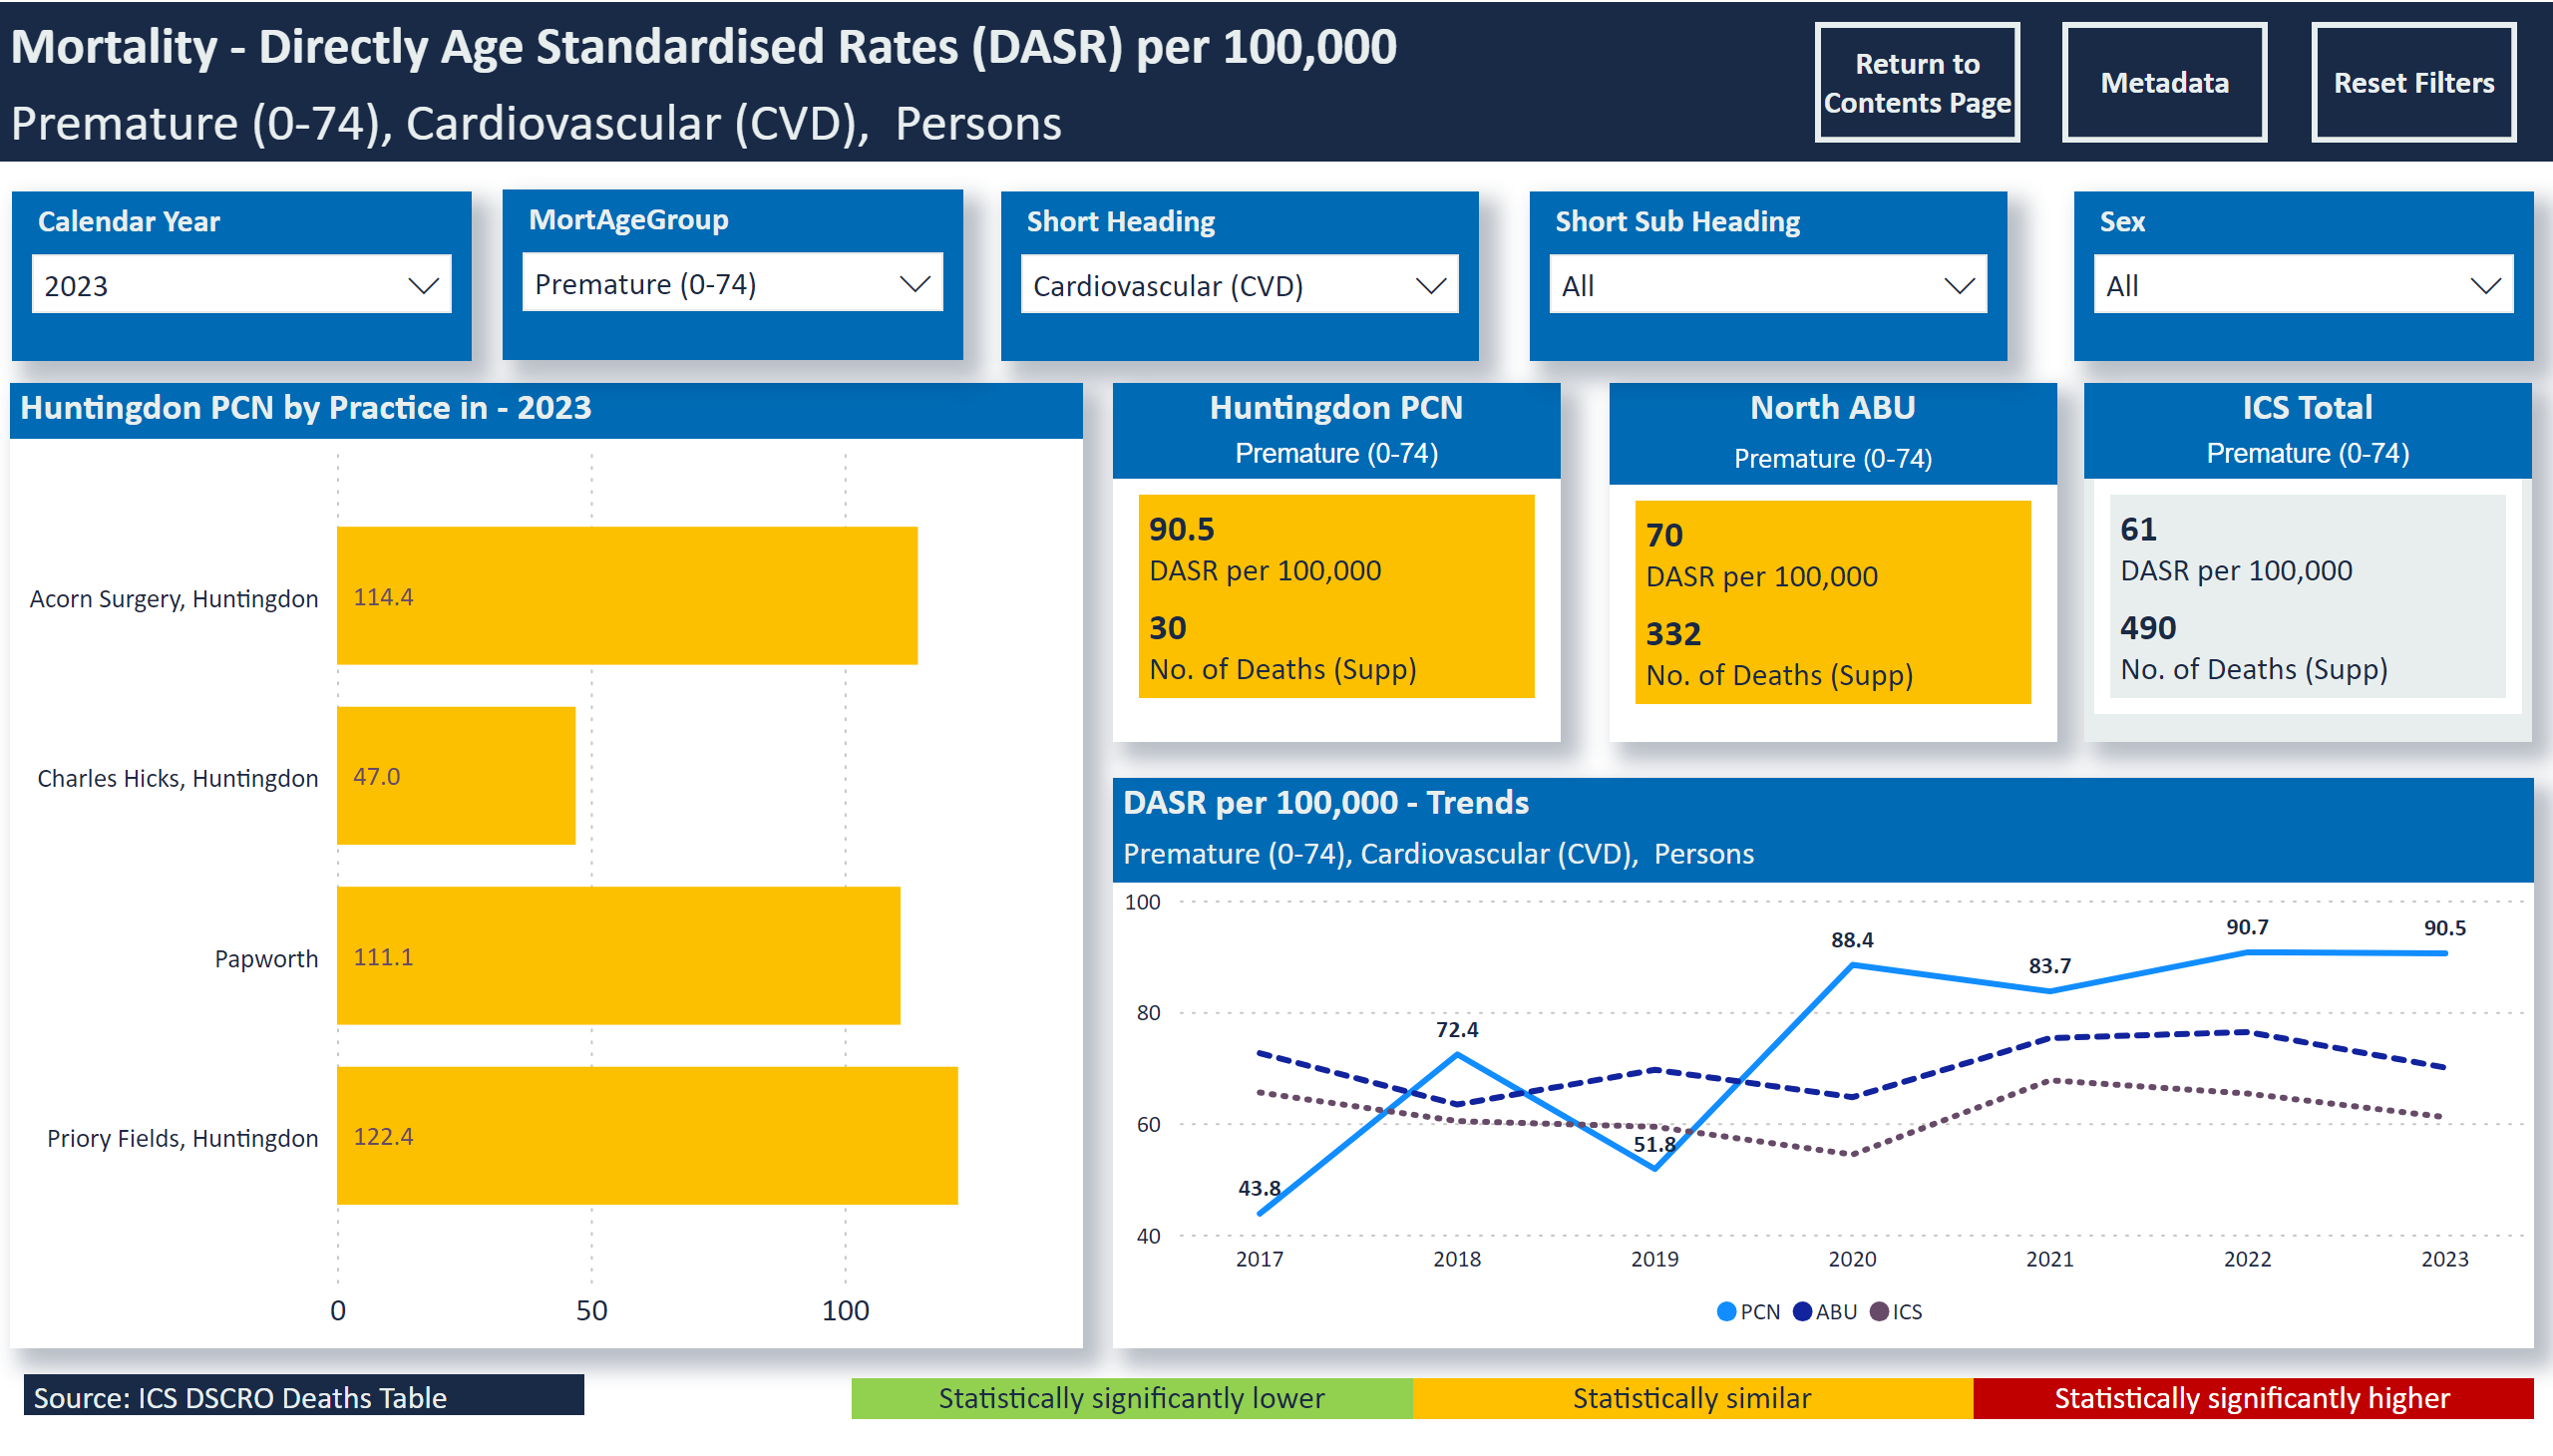 Mortality - Directly Age Standardised Rates (DASR) per 100,000
Premature (0-74), Cardiovascular (CVD),  Persons
Return to
Contents Page
Metadata
Reset Filters
Calendar Year
2023
MortAgeGroup
Premature (0-74)
Short Heading
Cardiovascular (CVD)
Short Sub Heading
All
Sex
All
Huntingdon PCN by Practice in - 2023
Acorn Surgery, Huntingdon
114.4
Charles Hicks, Huntingdon
47.0
Papworth
111.1
Priory Fields, Huntingdon
122.4
0
50
100
Huntingdon PCN
Premature (0-74)
90.5
DASR per 100,000
30
No. of Deaths (Supp)
North ABU
Premature (0-74)
70
DASR per 100,000
332
No. of Deaths (Supp)
ICS Total
Premature (0-74)
61
DASR per 100,000
490
No. of Deaths (Supp)
DASR per 100,000 - Trends
Premature (0-74), Cardiovascular (CVD),  Persons
100
80
60
40
43.8
72.4
51.8
88.4
83.7
90.7
90.5
2017
2018
2019
2020
2021
2022
2023
PCN
ABU
ICS
Source: ICS DSCRO Deaths Table
Statistically significantly lower
Statistically similar
Statistically significantly higher